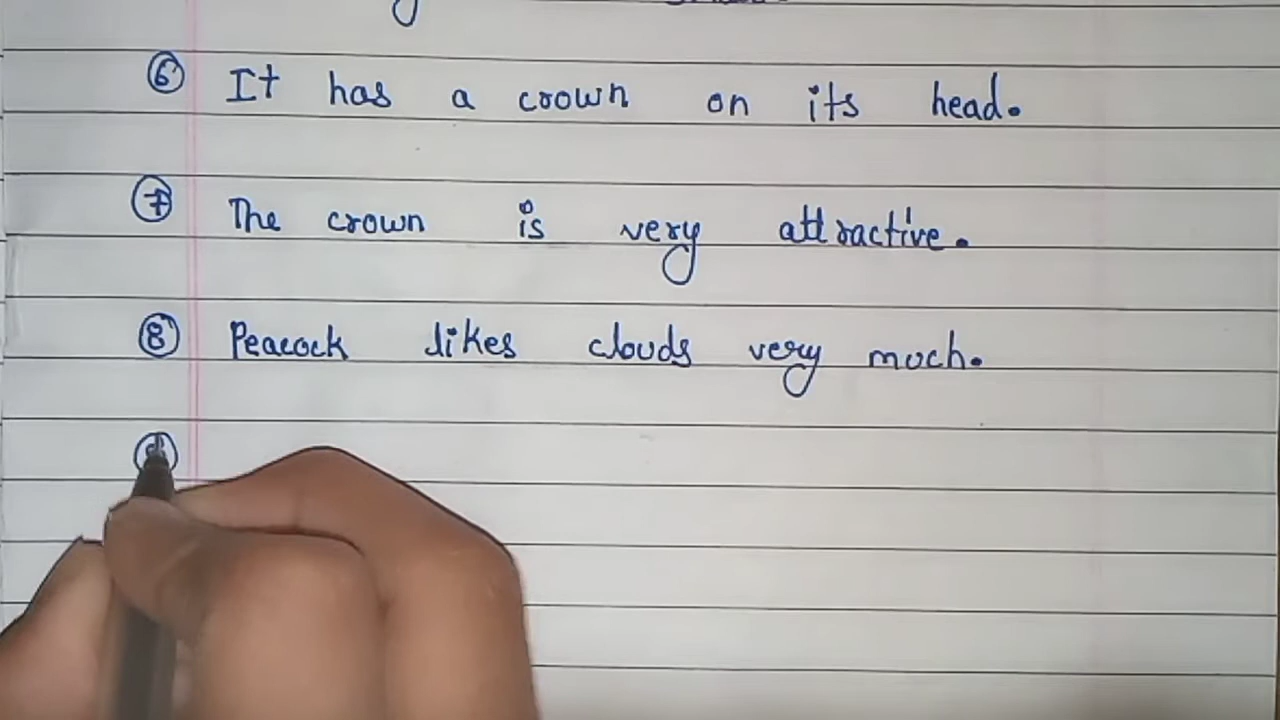 ⑥ It has a crown on its head.
⑦ The crown is very attractive.
⑧ Peacock likes clouds very much.